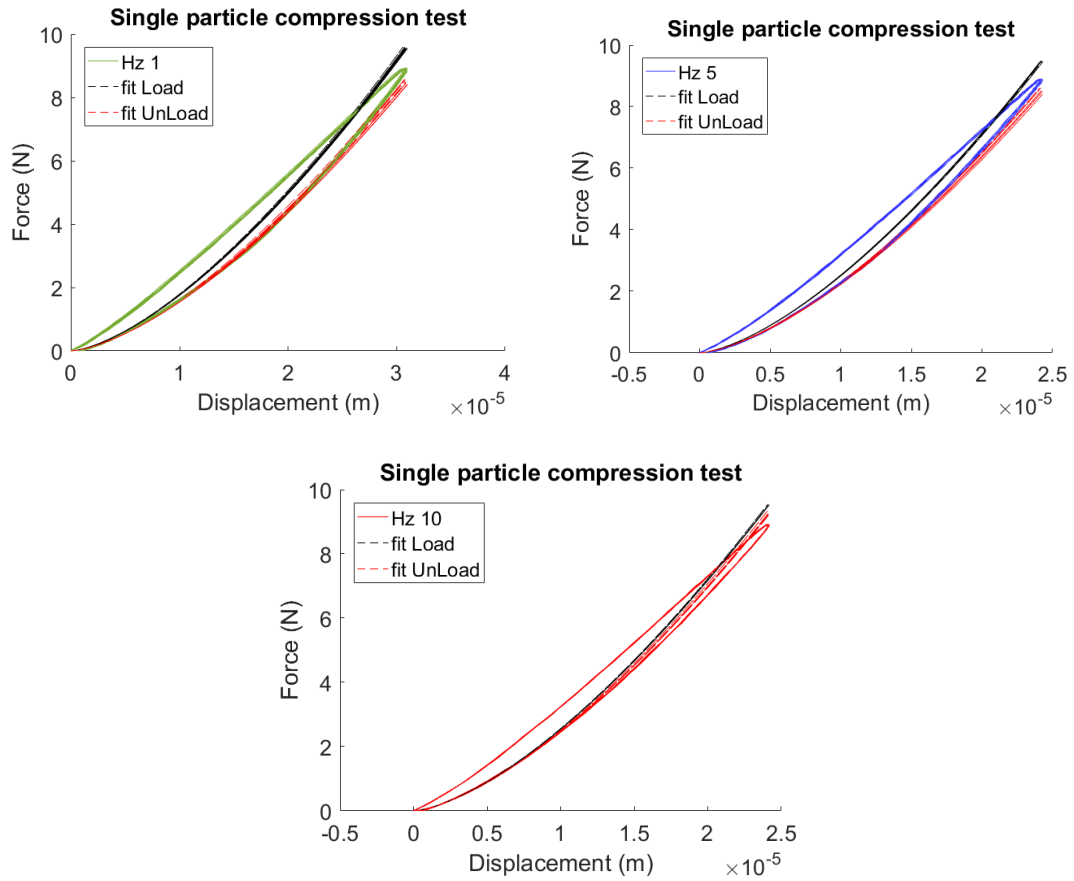 Single particle compression test
Hz 1
fit Load
fit UnLoad
Force (N)
10
8
6
4
2
0
0
1
2
3
4
Displacement (m)
×10-5
Single particle compression test
Hz 5
fit Load
fit UnLoad
Force (N)
10
8
6
4
2
0
-0.5
0
0.5
1
1.5
2
2.5
Displacement (m)
×10-5
Single particle compression test
Hz 10
fit Load
fit UnLoad
Force (N)
10
8
6
4
2
0
-0.5
0
0.5
1
1.5
2
2.5
Displacement (m)
×10-5